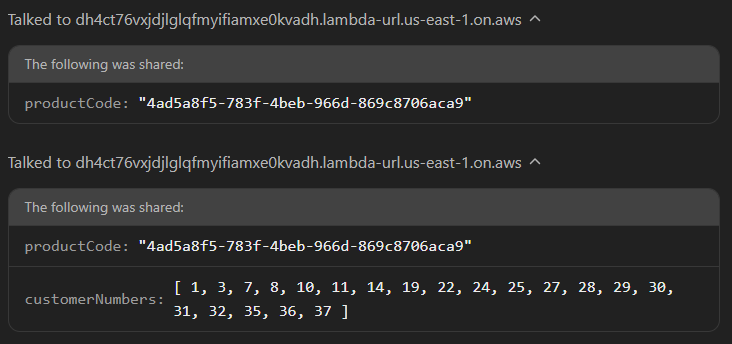 Talked to dh4ct76vxjdjlglqfmyifiamxe0kvadh.lambda-url.us-east-1.on.aws
The following was shared:
productCode: "4ad5a8f5-783f-4beb-966d-869c8706aca9"
Talked to dh4ct76vxjdjlglqfmyifiamxe0kvadh.lambda-url.us-east-1.on.aws
The following was shared:
productCode: "4ad5a8f5-783f-4beb-966d-869c8706aca9"
customerNumbers: [ 1, 3, 7, 8, 10, 11, 14, 19, 22, 24, 25, 27, 28, 29, 30,
31, 32, 35, 36, 37 ]